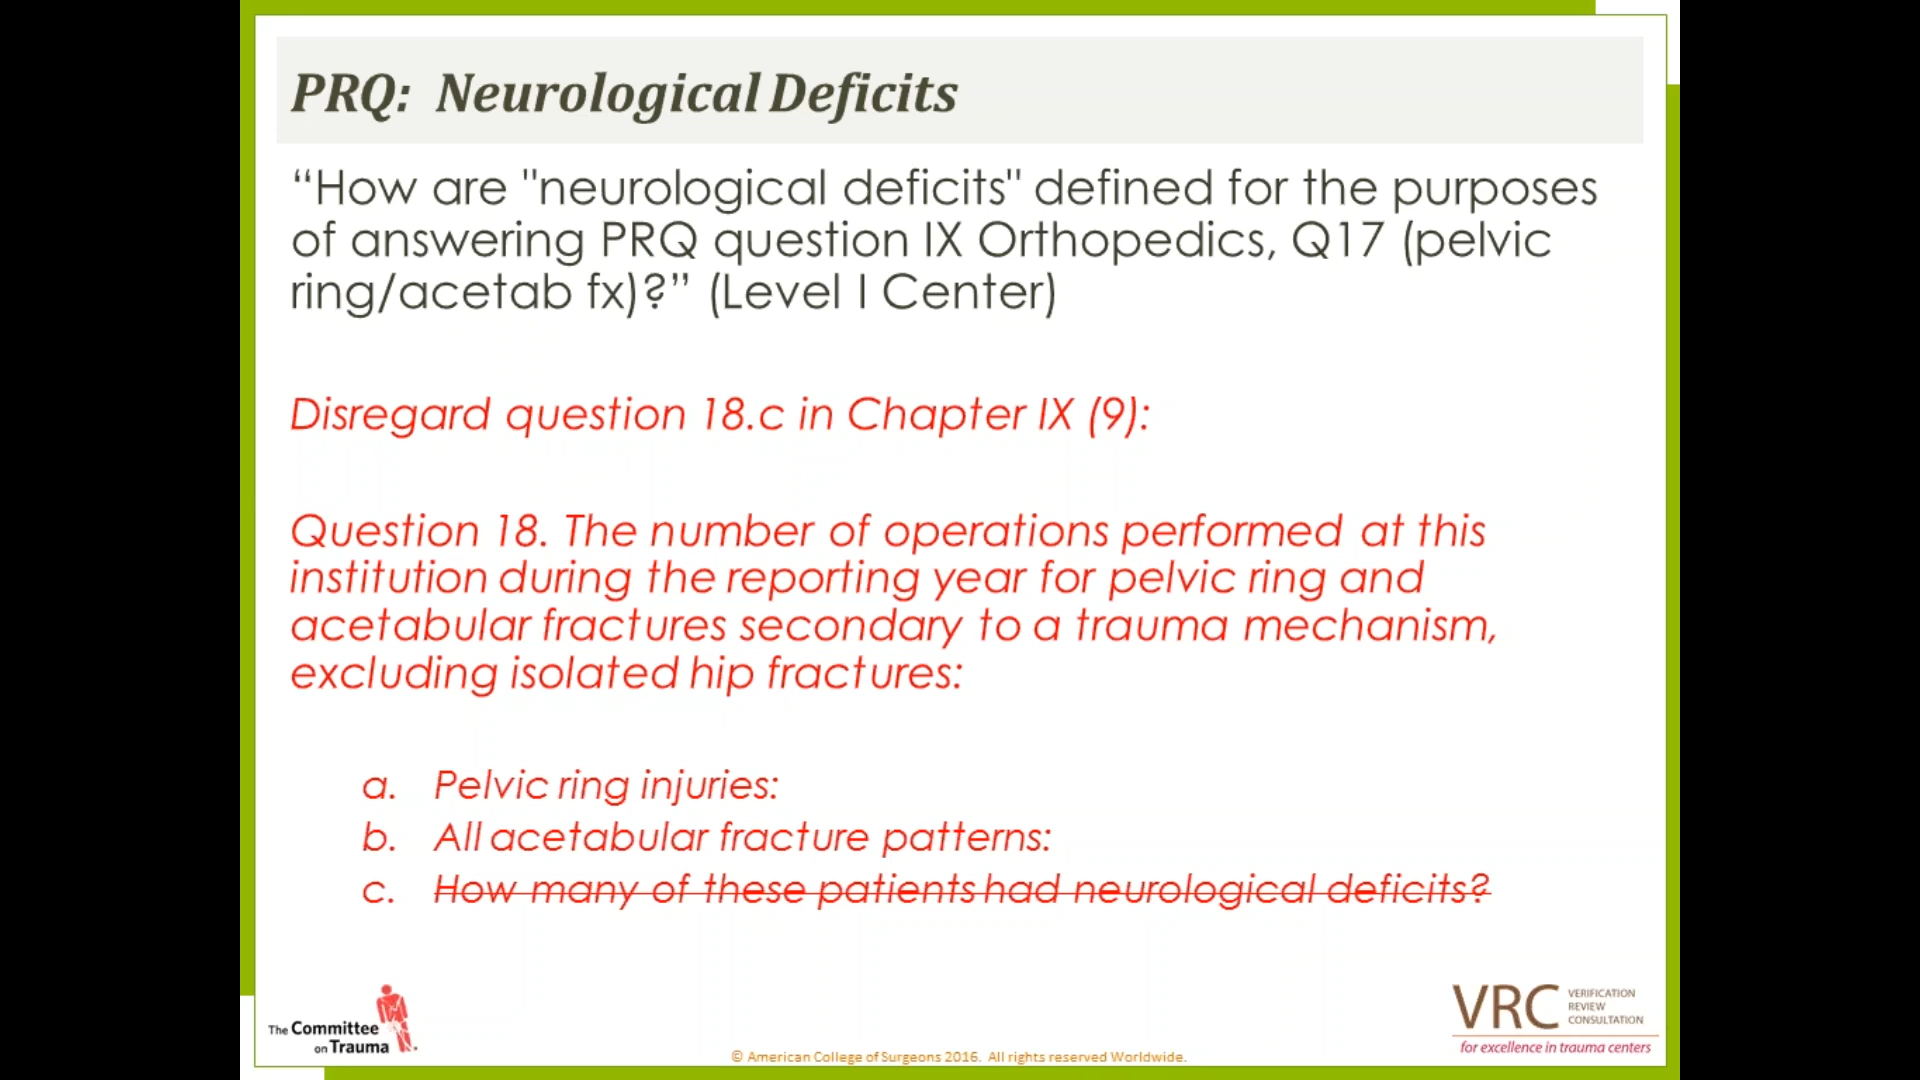 PRQ: Neurological Deficits
“How are "neurological deficits" defined for the purposes
of answering PRQ question IX Orthopedics, Q17 (pelvic
ring/acetab fx)?” (Level I Center)
Disregard question 18.c in Chapter IX (9):
Question 18. The number of operations performed at this
institution during the reporting year for pelvic ring and
acetabular fractures secondary to a trauma mechanism,
excluding isolated hip fractures:
a. Pelvic ring injuries:
b. All acetabular fracture patterns:
c. How many of these patients had neurological deficits?
The Committee
on Trauma
© American College of Surgeons 2016. All rights reserved Worldwide.
VRC VERIFICATION
REVIEW
CONSULTATION
for excellence in trauma centers